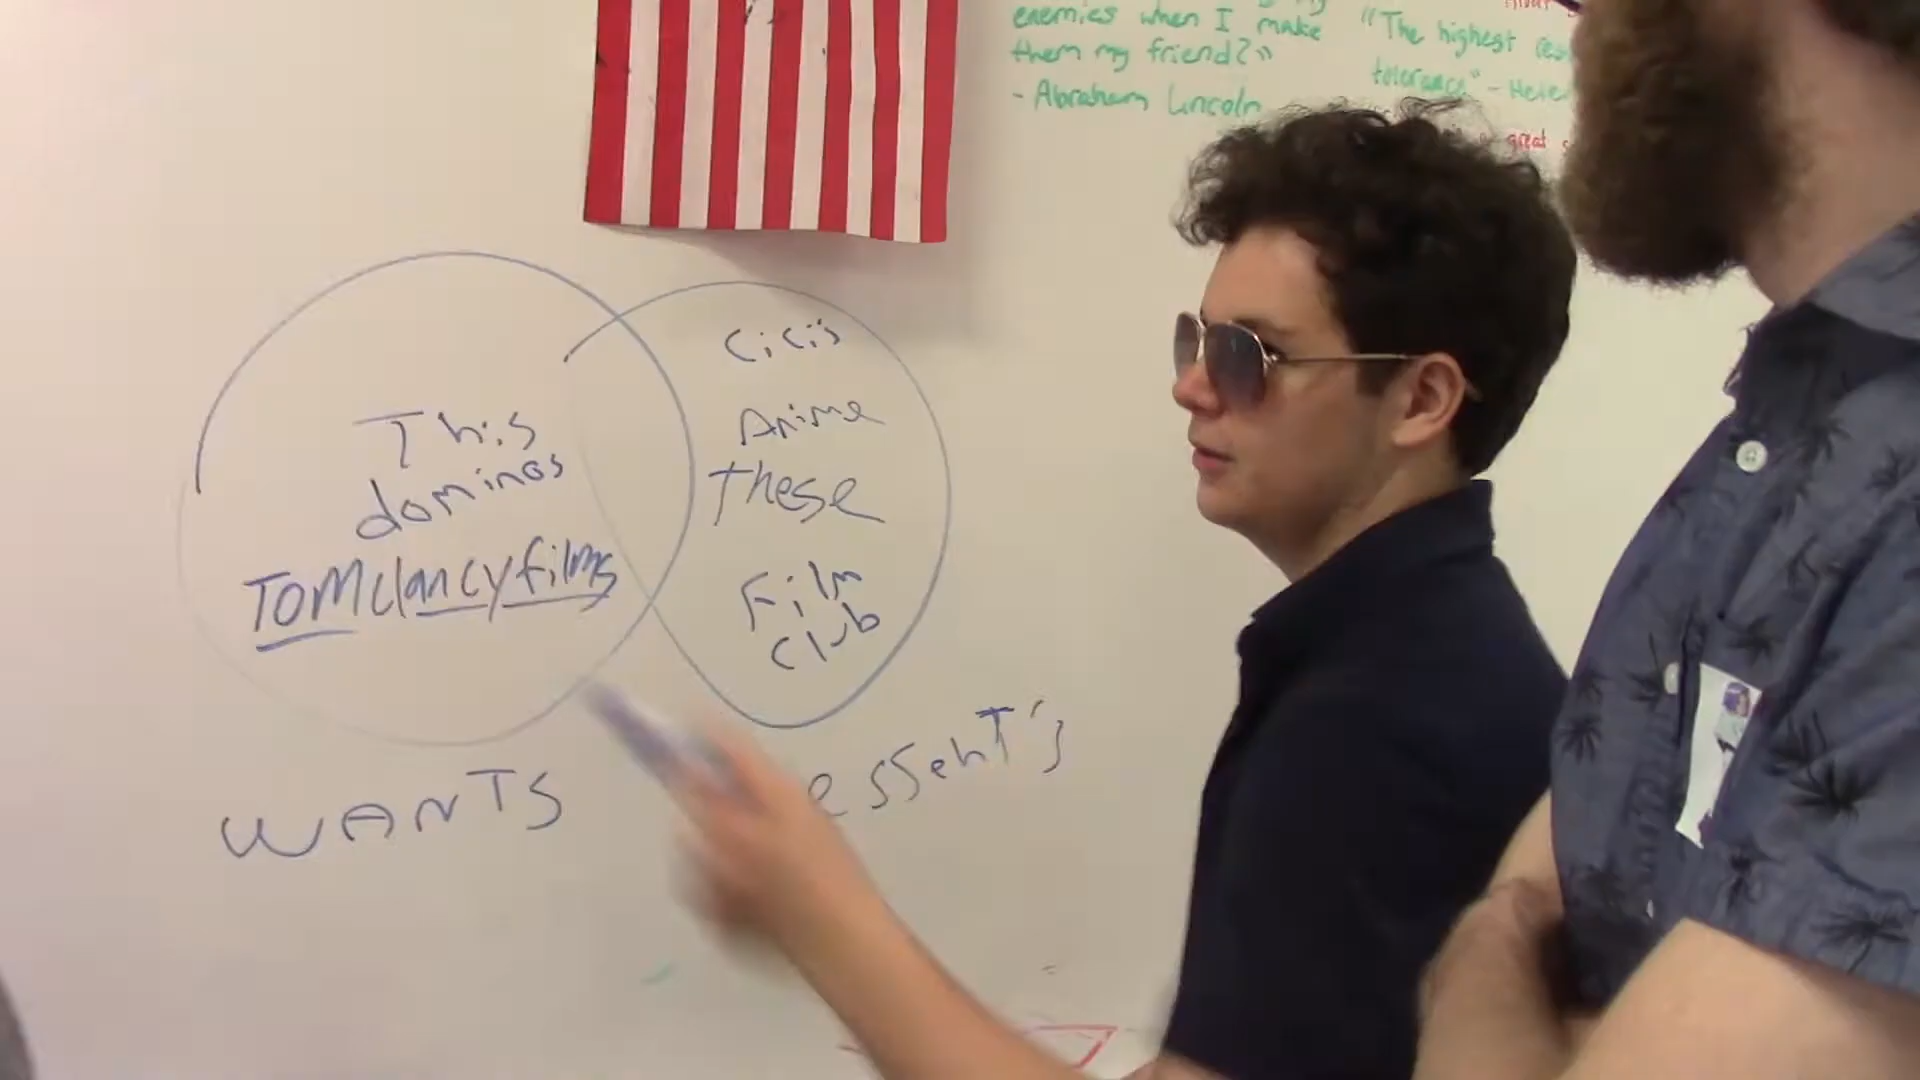 enemies when I make
them my friend?"
- Abraham Lincoln
"The highest
tolerance" - Hele
great
This
dominos
TOMclancyfilms
Cicis
Anime
these
Film
club
WANTS
essenT's